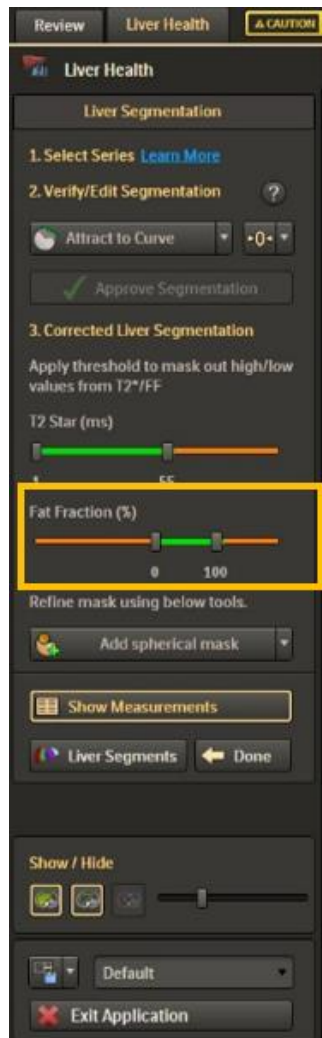 Review Liver Health CAUTION
Liver Health
Liver Segmentation
1. Select Series Learn More
2. Verify/Edit Segmentation ?
Attract to Curve 0
Approve Segmentation
3. Corrected Liver Segmentation
Apply threshold to mask out high/low
values from T2*/FF
T2 Star (ms)
1 55
Fat Fraction (%)
0 100
Refine mask using below tools.
Add spherical mask
Show Measurements
Liver Segments Done
Show / Hide
Default
Exit Application